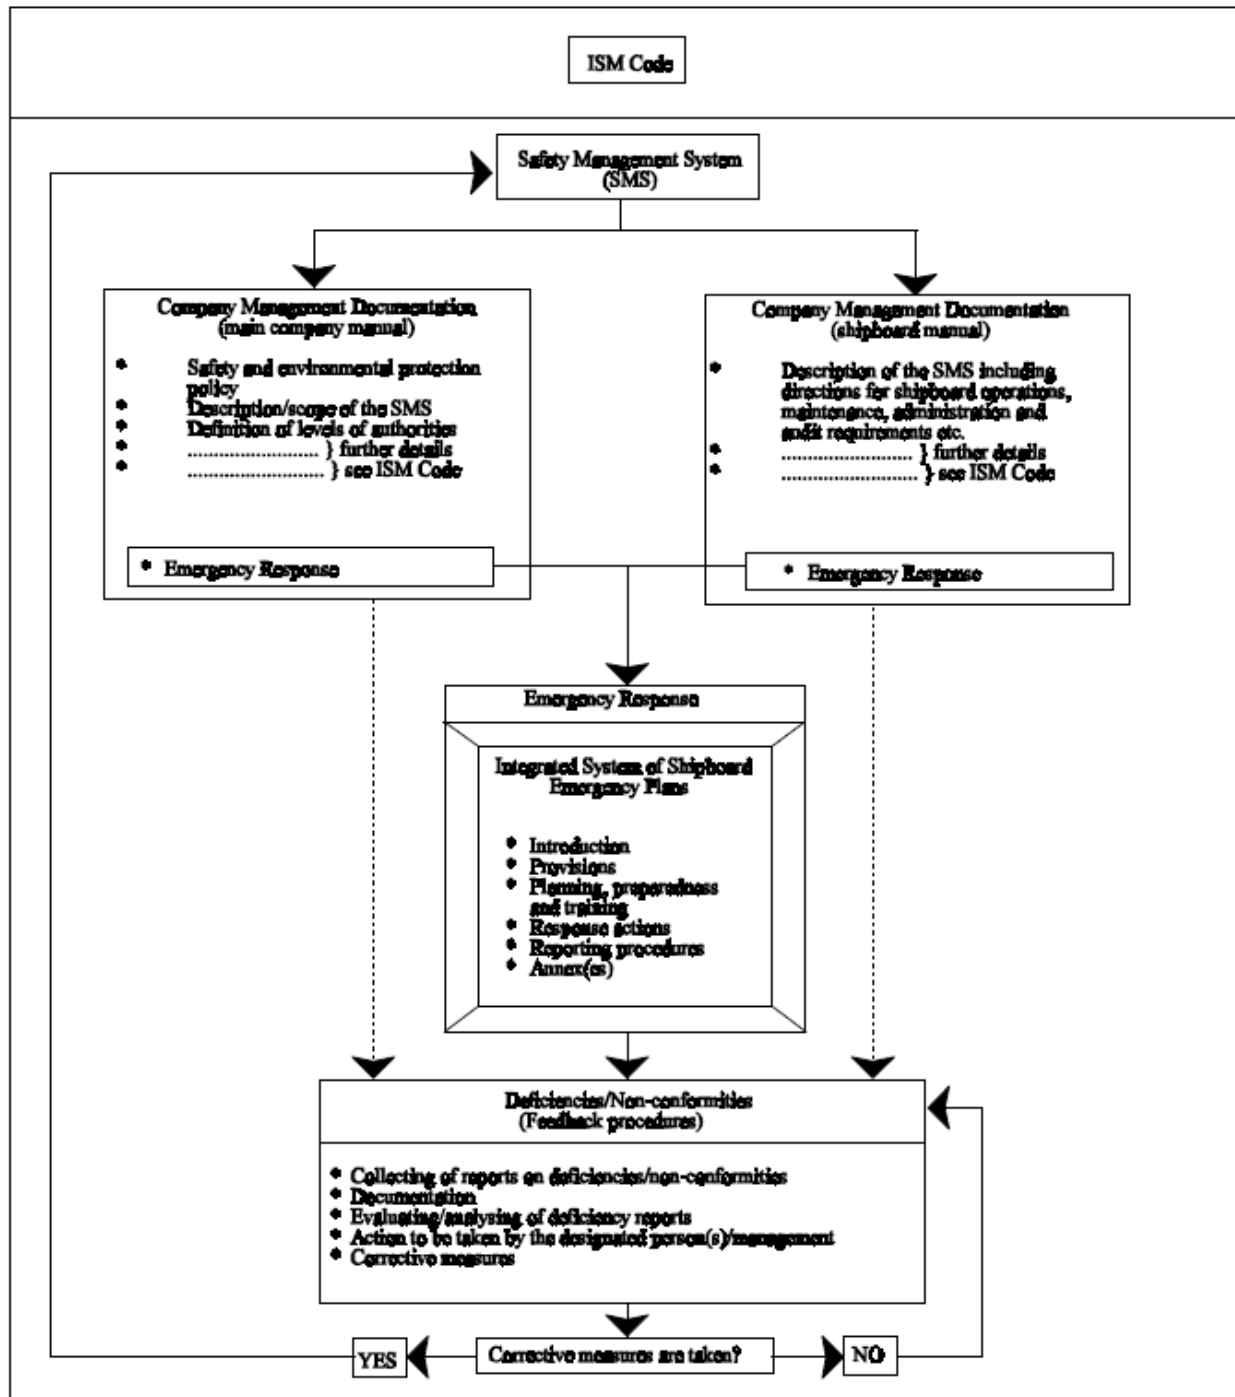 ISM Code
Safety Management System
(SMS)
Company Management Documentation
(main company manual)
* Safety and environmental protection
policy
* Description/scope of the SMS
* Definition of levels of authorities
* ............................ } further details
* ............................. } see ISM Code
* Emergency Response
Company Management Documentation
(shipboard manual)
* Description of the SMS including
directions for shipboard operations,
maintenance, administration and
audit requirements etc.
* ............................ } further details
* ............................. } see ISM Code
* Emergency Response
Emergency Response
Integrated System of Shipboard
Emergency Plans
* Introduction
* Provisions
* Planning, preparedness
and training
* Response actions
* Reporting procedures
* Annex(es)
Deficiencies/Non-conformities
(Feedback procedures)
* Collecting of reports on deficiencies/non-conformities
* Documentation
* Evaluating/analysing of deficiency reports
* Action to be taken by the designated person(s)/management
* Corrective measures
YES
Corrective measures are taken?
NO